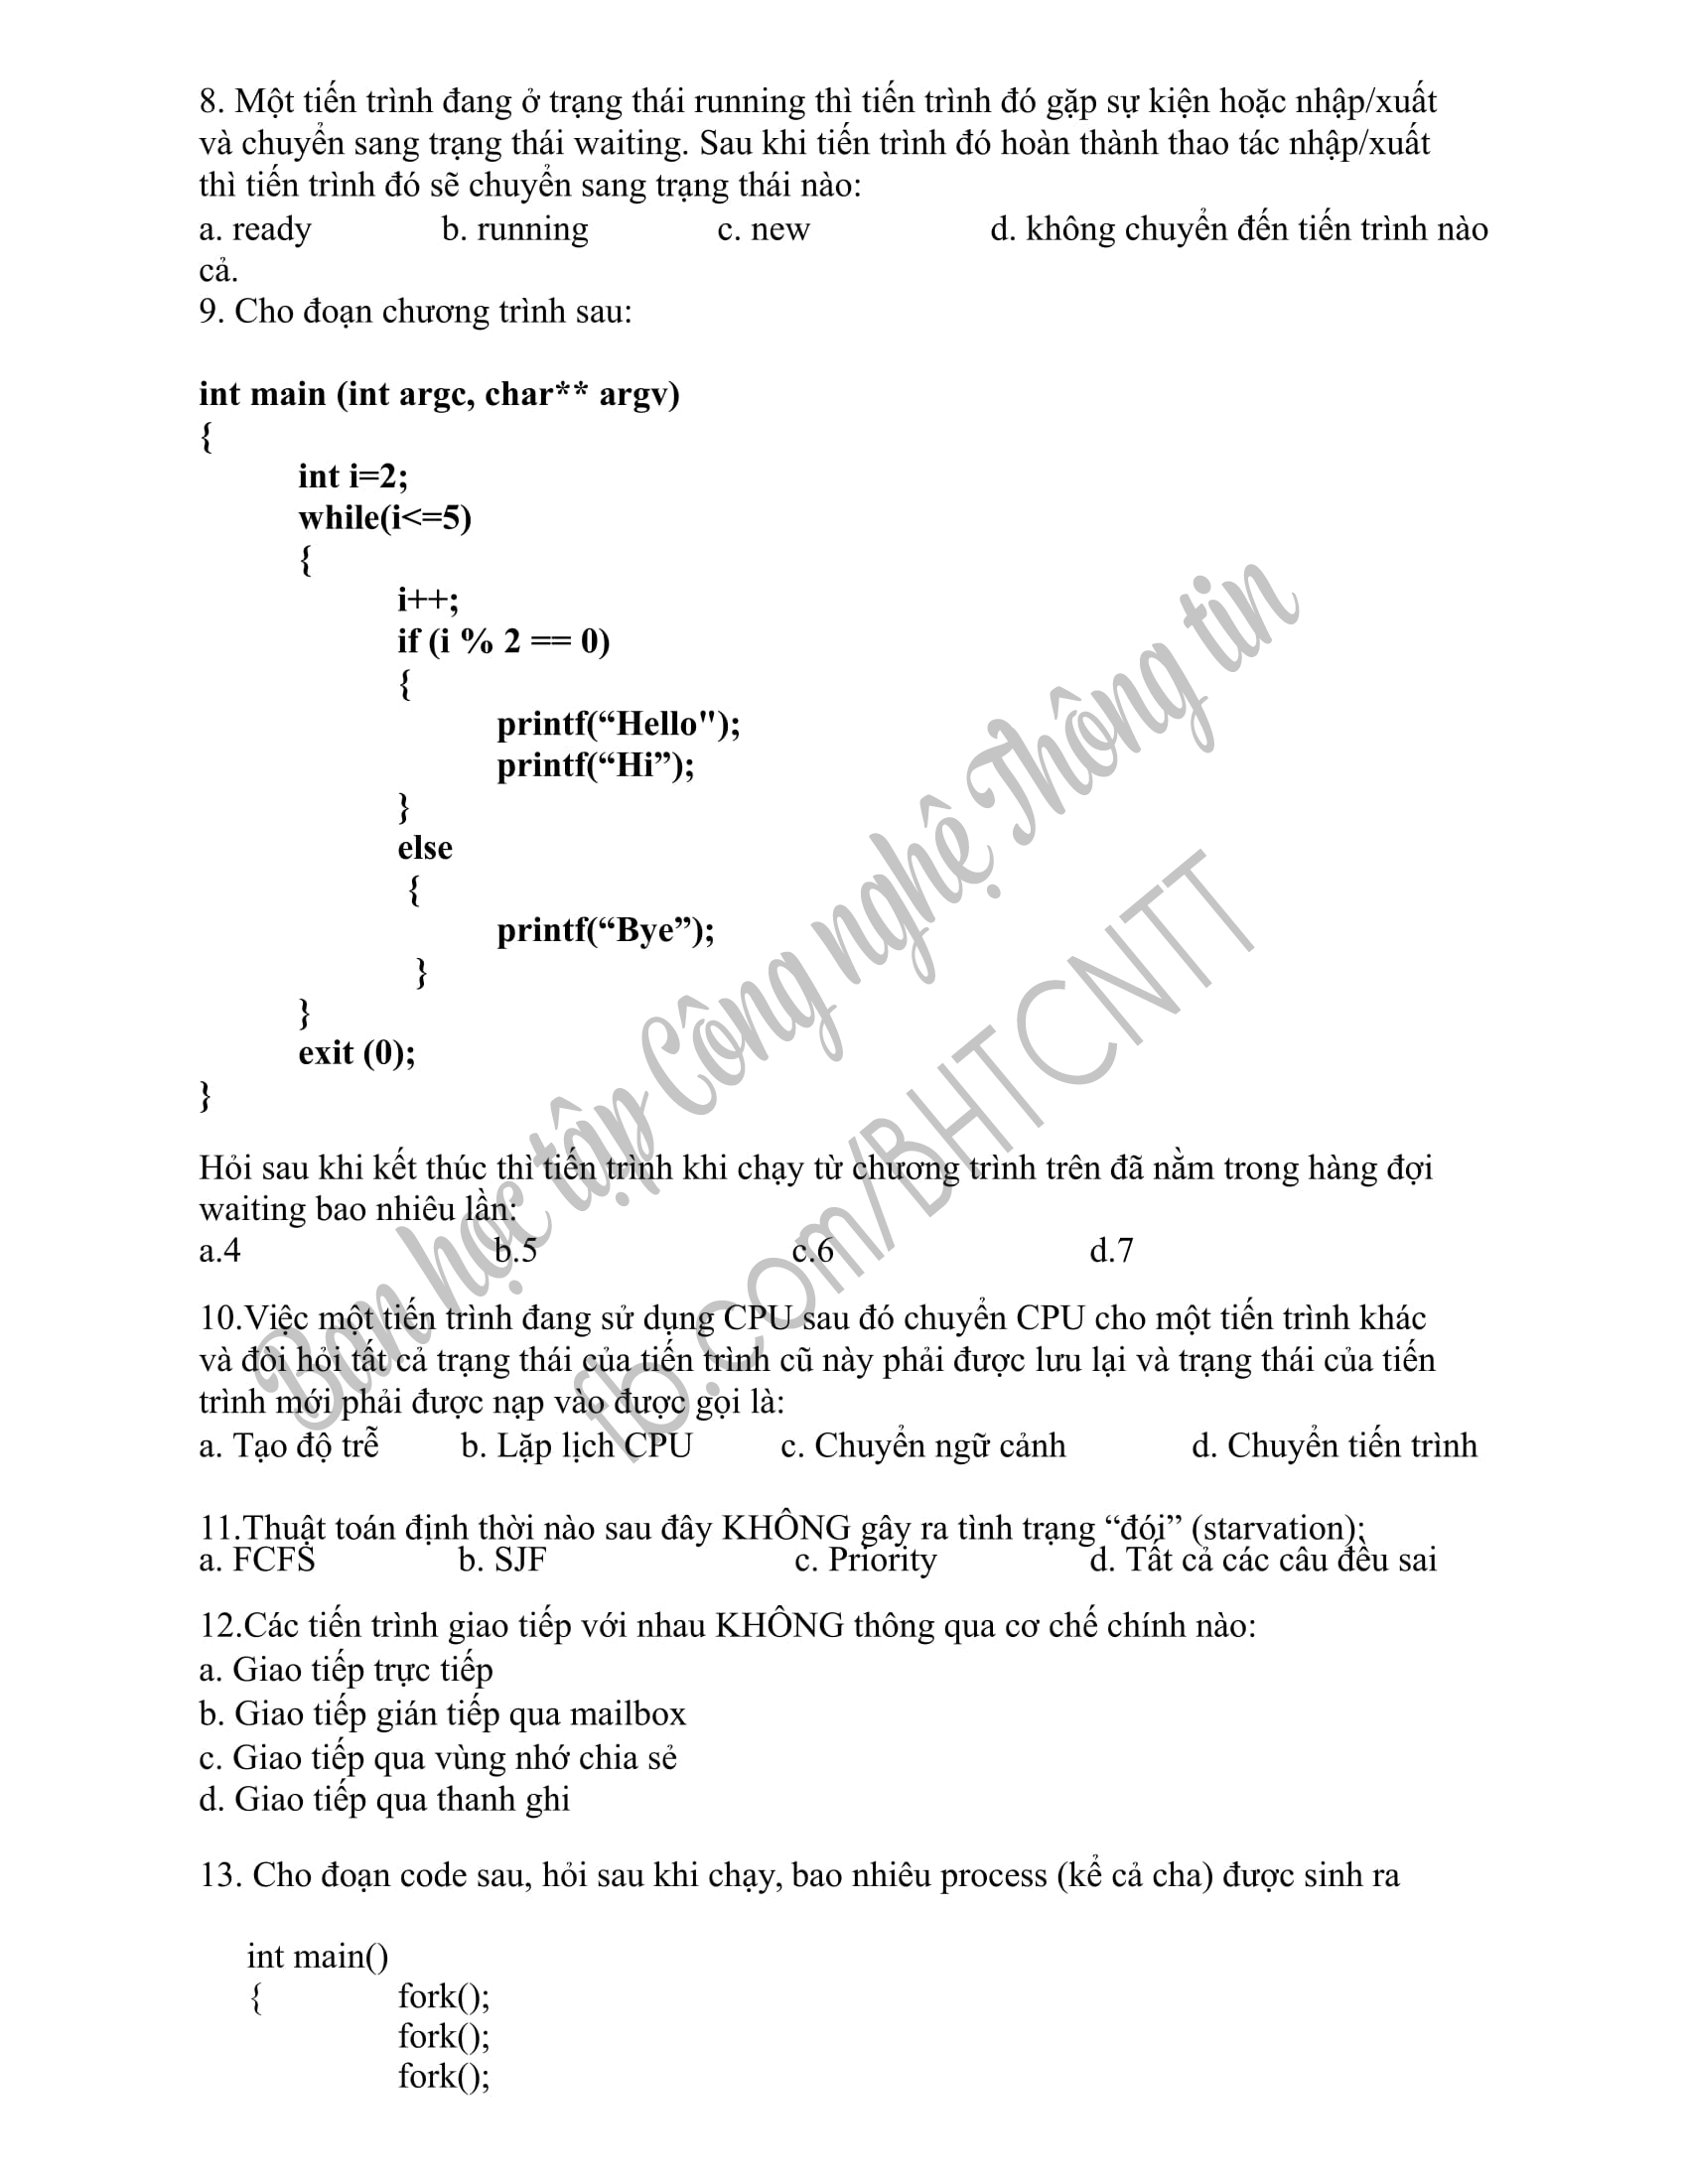 8. Một tiến trình đang ở trạng thái running thì tiến trình đó gặp sự kiện hoặc nhập/xuất
và chuyển sang trạng thái waiting. Sau khi tiến trình đó hoàn thành thao tác nhập/xuất
thì tiến trình đó sẽ chuyển sang trạng thái nào:
a. ready b. running c. new d. không chuyển đến tiến trình nào
cả.
9. Cho đoạn chương trình sau:
int main (int argc, char** argv)
{
int i=2;
while(i<=5)
{
i++;
if (i % 2 == 0)
{
printf(“Hello");
printf(“Hi”);
}
else
{
printf(“Bye”);
}
}
exit (0);
}
Hỏi sau khi kết thúc thì tiến trình khi chạy từ chương trình trên đã nằm trong hàng đợi
waiting bao nhiêu lần:
a.4 b.5 c.6 d.7
10.Việc một tiến trình đang sử dụng CPU sau đó chuyển CPU cho một tiến trình khác
và đòi hỏi tất cả trạng thái của tiến trình cũ này phải được lưu lại và trạng thái của tiến
trình mới phải được nạp vào được gọi là:
a. Tạo độ trễ b. Lặp lịch CPU c. Chuyển ngữ cảnh d. Chuyển tiến trình
11.Thuật toán định thời nào sau đây KHÔNG gây ra tình trạng “đói” (starvation);
a. FCFS b. SJF c. Priority d. Tất cả các câu đều sai
12.Các tiến trình giao tiếp với nhau KHÔNG thông qua cơ chế chính nào:
a. Giao tiếp trực tiếp
b. Giao tiếp gián tiếp qua mailbox
c. Giao tiếp qua vùng nhớ chia sẻ
d. Giao tiếp qua thanh ghi
13. Cho đoạn code sau, hỏi sau khi chạy, bao nhiêu process (kể cả cha) được sinh ra
int main()
{ fork();
fork();
fork();
Ban học tập Công nghệ Thông tin
fb.com/BHTCNTT